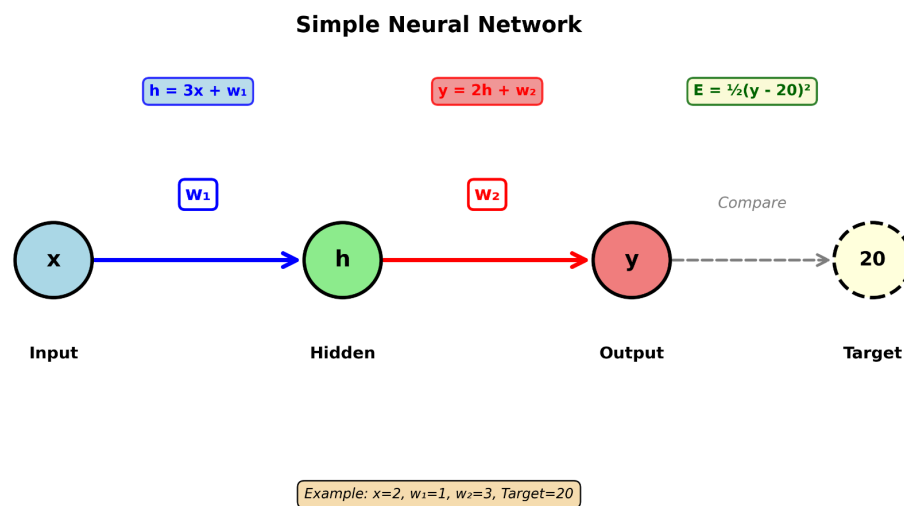 Simple Neural Network
h = 3x + w₁
y = 2h + w₂
E = ½(y - 20)²
w₁
w₂
Compare
x
h
y
20
Input
Hidden
Output
Target
Example: x=2, w₁=1, w₂=3, Target=20